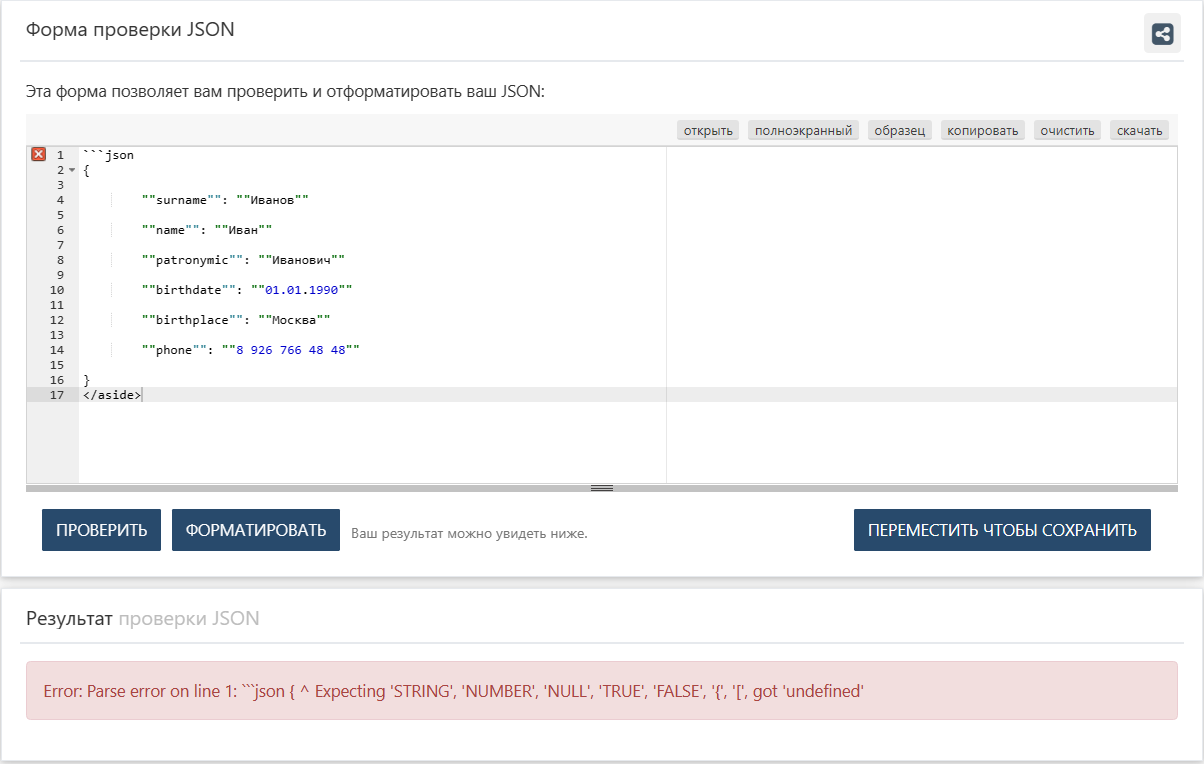 Форма проверки JSON
Эта форма позволяет вам проверить и отформатировать ваш JSON:
открыть полноэкранный образец копировать очистить скачать
1 ```json
2 {
3
4 ""surname"": ""Иванов""
5
6 ""name"": ""Иван""
7
8 ""patronymic"": ""Иванович""
9
10 ""birthdate"": ""01.01.1990""
11
12 ""birthplace"": ""Москва""
13
14 ""phone"": ""8 926 766 48 48""
15
16 }
17 </aside>
ПРОВЕРИТЬ ФОРМАТИРОВАТЬ Ваш результат можно увидеть ниже. ПЕРЕМЕСТИТЬ ЧТОБЫ СОХРАНИТЬ
Результат проверки JSON
Error: Parse error on line 1: ```json { ^ Expecting 'STRING', 'NUMBER', 'NULL', 'TRUE', 'FALSE', '{', '[', got 'undefined'